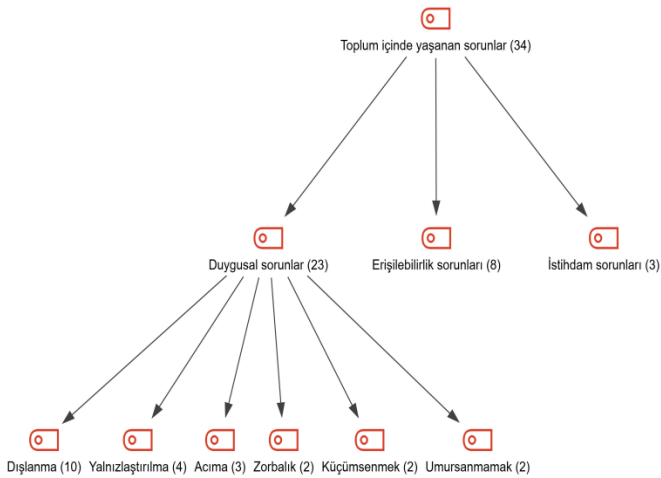 Toplum içinde yaşanan sorunlar (34)
Duygusal sorunlar (23)
Erişilebilirlik sorunları (8)
İstihdam sorunları (3)
Dışlanma (10)
Yalnızlaştırılma (4)
Acıma (3)
Zorbalık (2)
Küçümsenmek (2)
Umursanmamak (2)